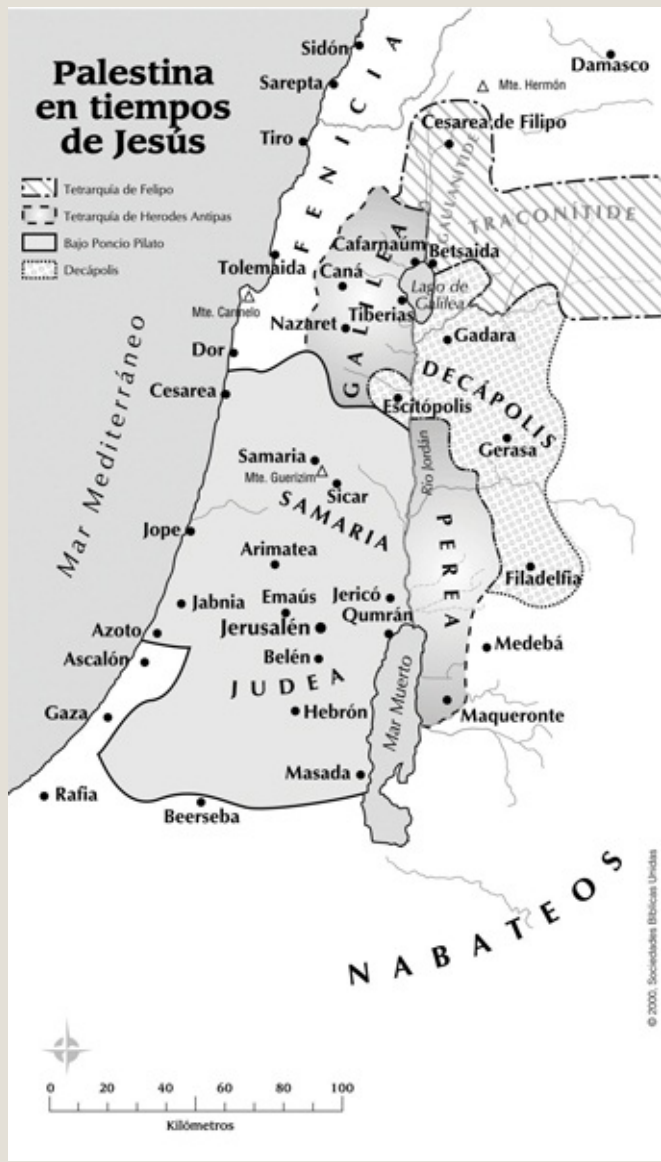 Palestina
en tiempos
de Jesús
Tetrarquía de Felipo
Tetrarquía de Herodes Antipas
Bajo Poncio Pilato
Decápolis
Sidón
Damasco
Sarepta
Mte. Hermón
FENICIA
Tiro
Cesarea de Filipo
GAULANITIDE
TRACONÍTIDE
Tolemaida
Cafarnaúm
Betsaida
Caná
Lago de
Galilea
Mte. Carmelo
Tiberias
Nazaret
GALILEA
Gadara
Dor
DECÁPOLIS
Cesarea
Escitópolis
Gerasa
Mar Mediterráneo
Samaria
Mte. Guerizim
Sicar
SAMARIA
Río Jordán
Jope
PEREA
Arimatea
Filadelfia
Jabnia
Emaús
Jericó
Qumrán
Jerusalén
Azoto
Medebá
Ascalón
Belén
JUDEA
Mar Muerto
Gaza
Hebrón
Maqueronte
Masada
Rafia
Beerseba
NABATEOS
0 20 40 60 80 100
Kilómetros
© 2000, Sociedades Bíblicas Unidas